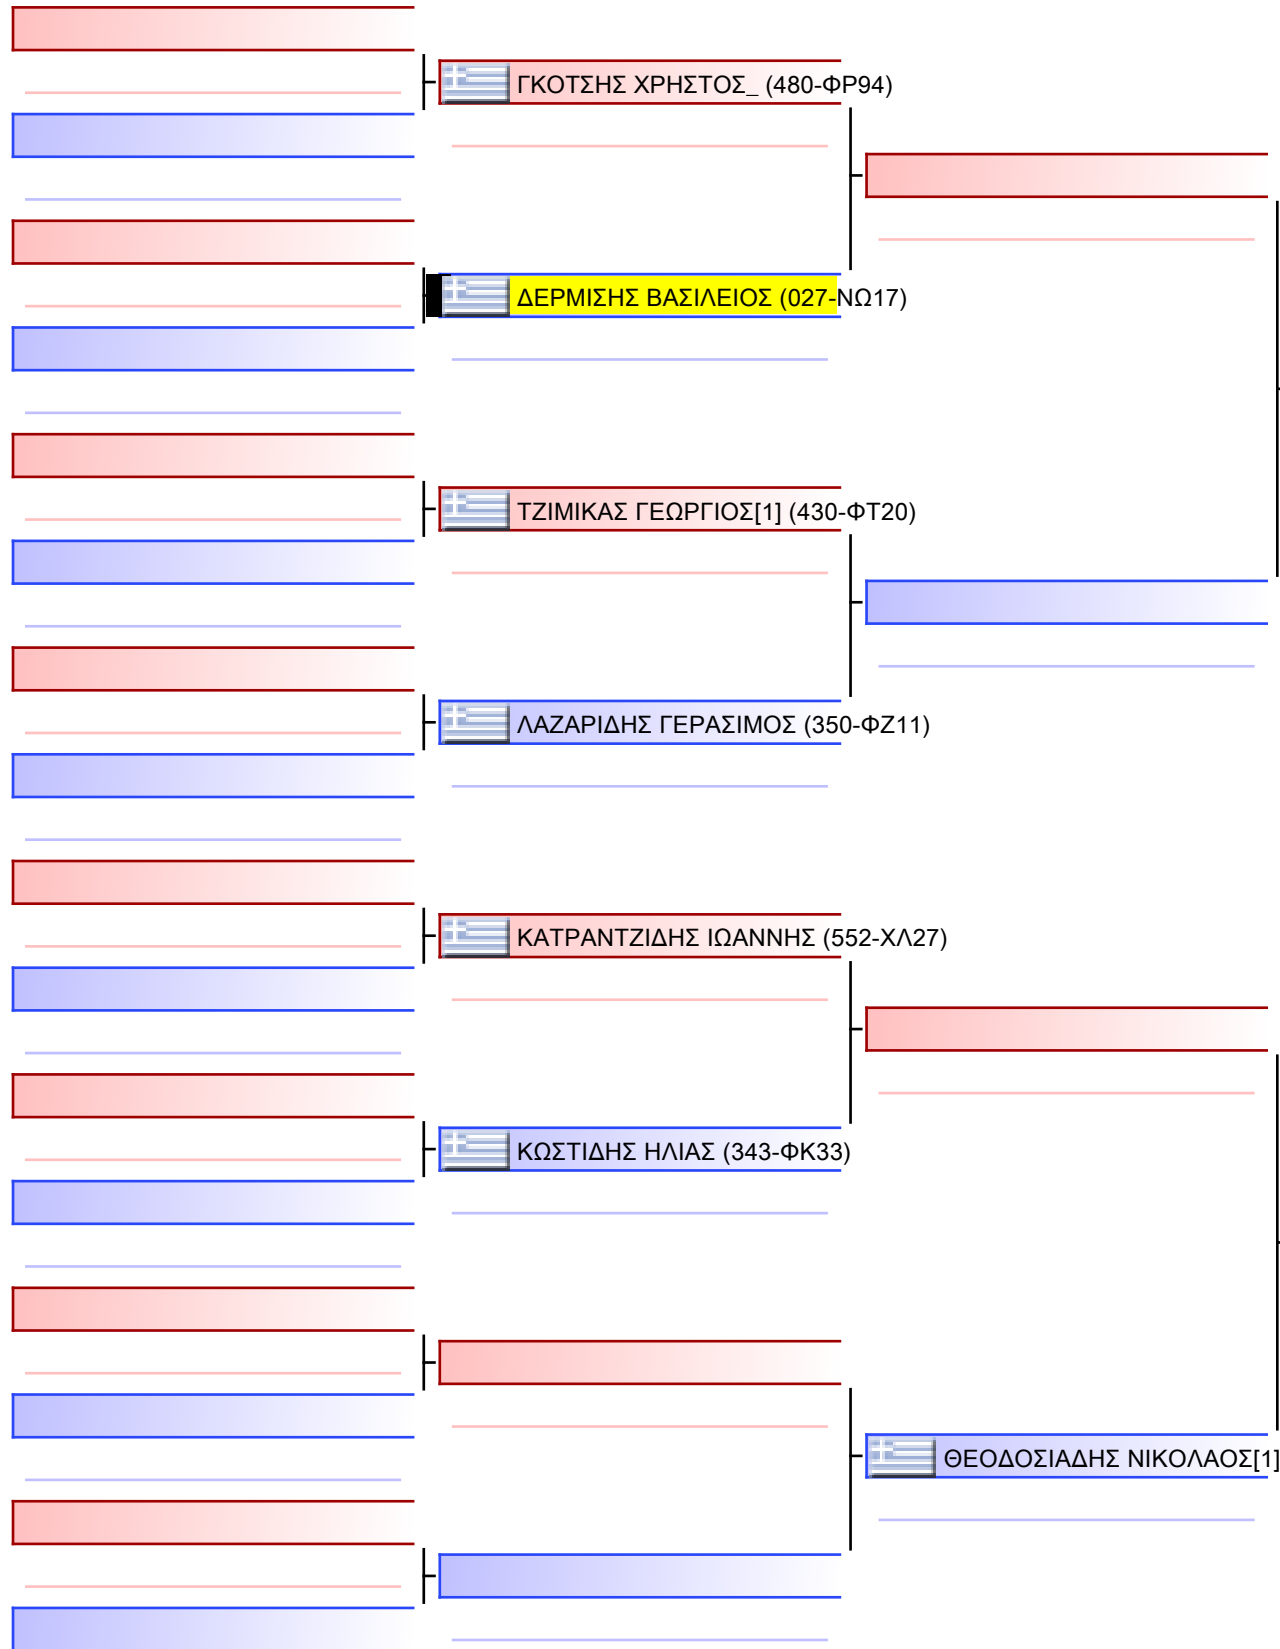 ΓΚΟΤΣΗΣ ΧΡΗΣΤΟΣ_ (480-ΦΡ94)
ΔΕΡΜΙΣΗΣ ΒΑΣΙΛΕΙΟΣ (027-ΝΩ17)
ΤΖΙΜΙΚΑΣ ΓΕΩΡΓΙΟΣ[1] (430-ΦΤ20)
ΛΑΖΑΡΙΔΗΣ ΓΕΡΑΣΙΜΟΣ (350-ΦΖ11)
ΚΑΤΡΑΝΤΖΙΔΗΣ ΙΩΑΝΝΗΣ (552-ΧΛ27)
ΚΩΣΤΙΔΗΣ ΗΛΙΑΣ (343-ΦΚ33)
ΘΕΟΔΟΣΙΑΔΗΣ ΝΙΚΟΛΑΟΣ[1]